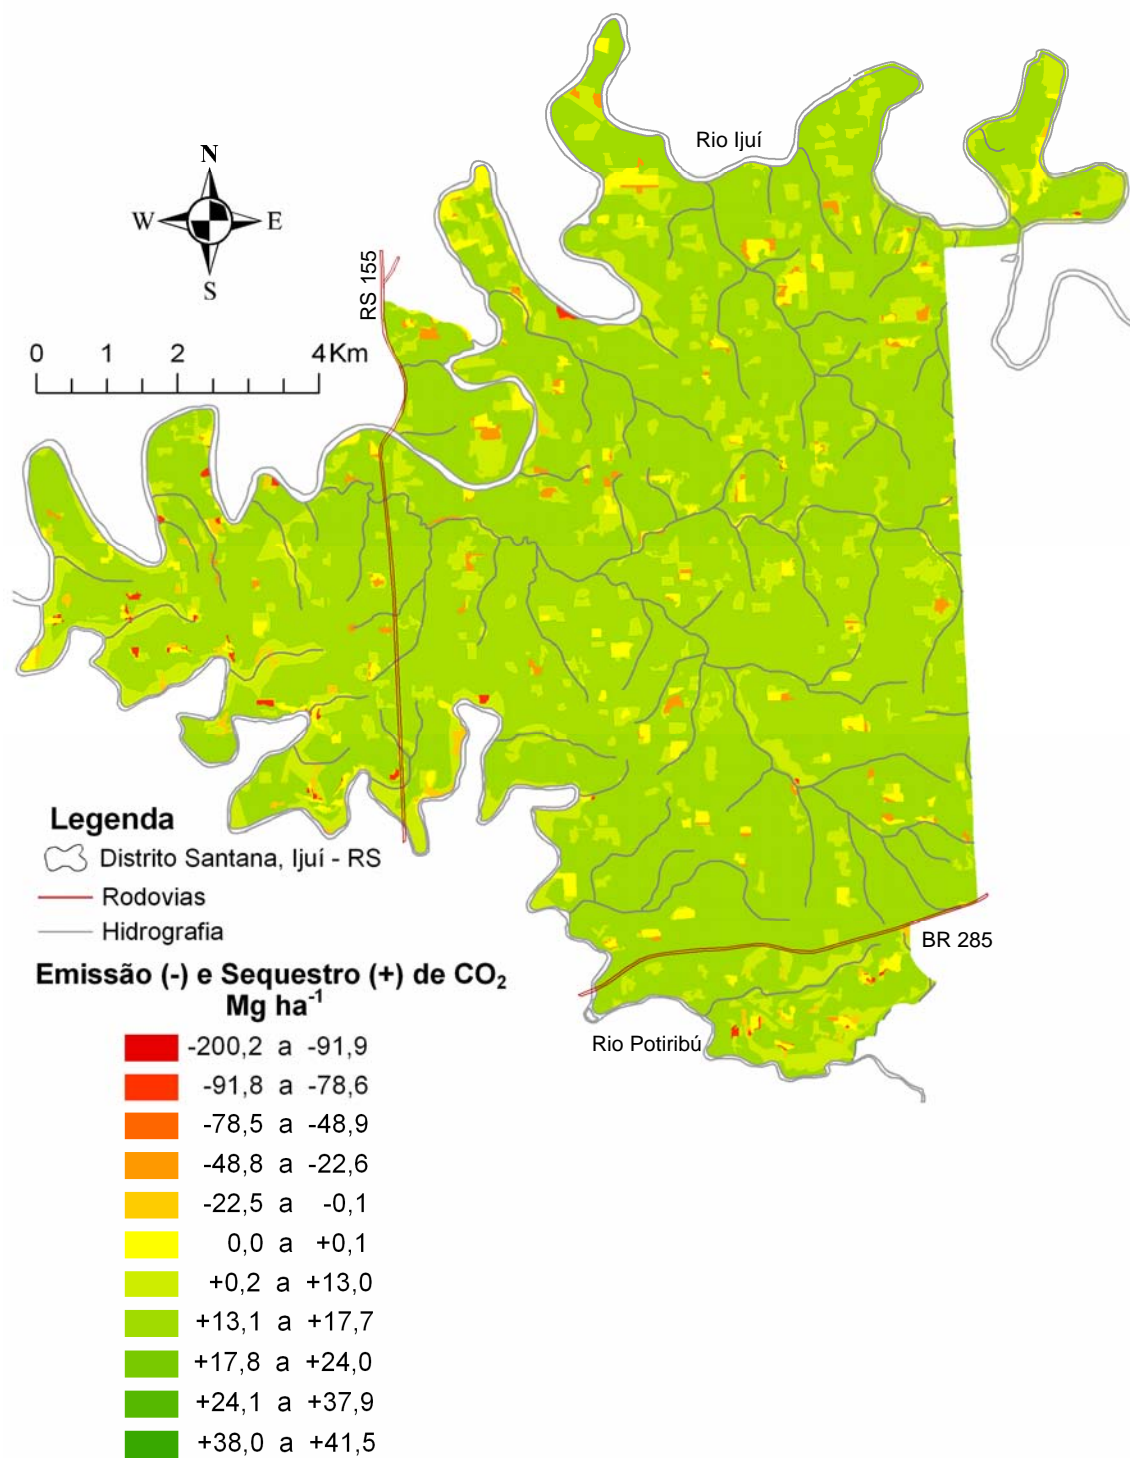 Rio Ijuí
N
W E
S
RS 155
0 1 2 4 Km
Legenda
Distrito Santana, Ijuí - RS
Rodovias
Hidrografia
BR 285
Emissão (-) e Sequestro (+) de CO₂
Mg ha⁻¹
Rio Potiribú
-200,2 a -91,9
-91,8 a -78,6
-78,5 a -48,9
-48,8 a -22,6
-22,5 a -0,1
0,0 a +0,1
+0,2 a +13,0
+13,1 a +17,7
+17,8 a +24,0
+24,1 a +37,9
+38,0 a +41,5